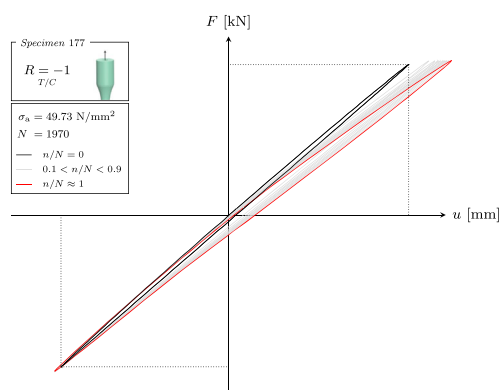 F [kN]
Specimen 177
R = −1
T/C
σa = 49.73 N/mm²
N = 1970
n/N = 0
0.1 < n/N < 0.9
n/N ≈ 1
u [mm]